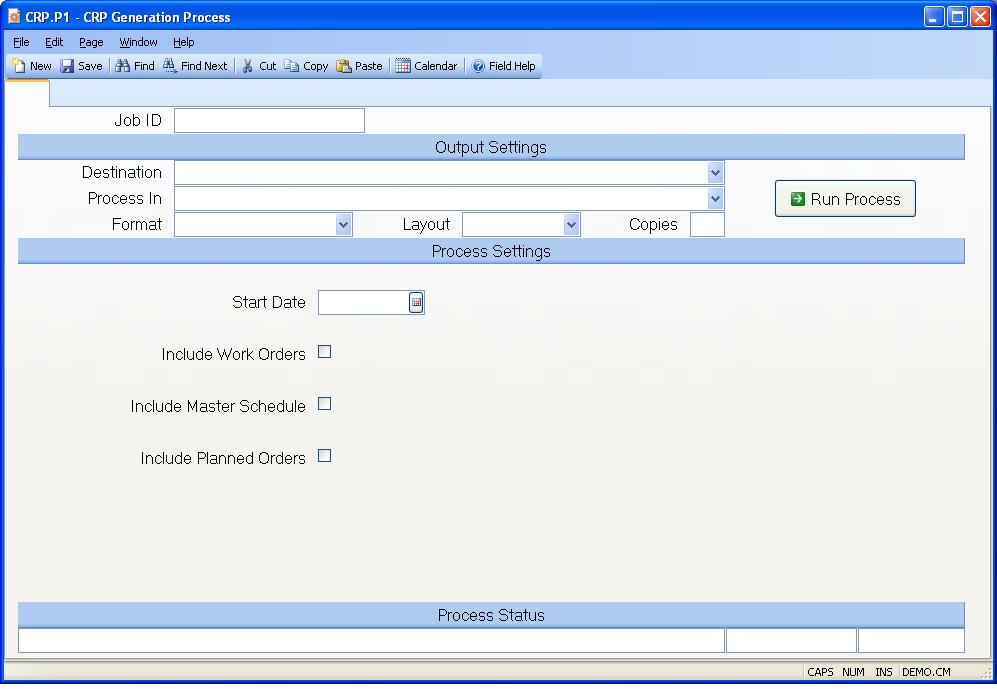 CRP.P1 - CRP Generation Process
File Edit Page Window Help
New Save Find Find Next Cut Copy Paste Calendar Field Help
Job ID
Output Settings
Destination
Process In
Run Process
Format Layout Copies
Process Settings
Start Date
Include Work Orders
Include Master Schedule
Include Planned Orders
Process Status
CAPS NUM INS DEMO.CM